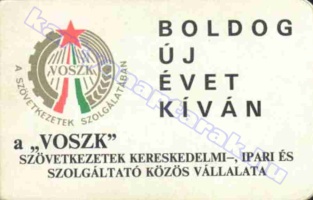 BOLDOG
ÚJ
ÉVET
KÍVÁN
VOSZK
A SZÖVETKEZETEK SZOLGÁLATÁBAN
a „VOSZK”
SZÖVETKEZETEK KERESKEDELMI-, IPARI ÉS
SZOLGÁLTATÓ KÖZÖS VÁLLALATA